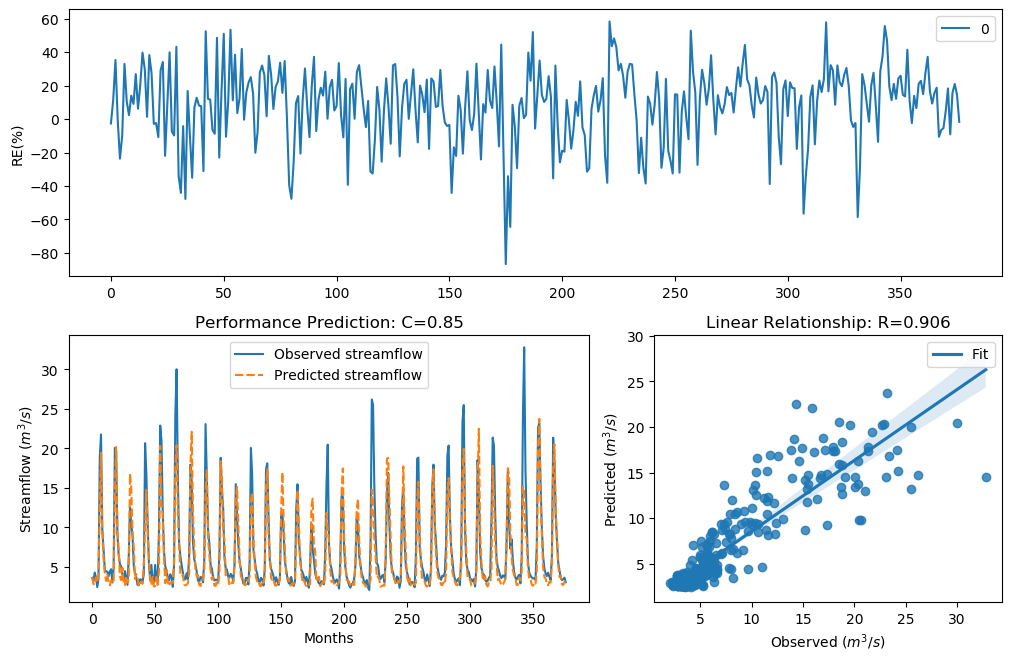 60
40
20
0
−20
−40
−60
−80
RE(%)
0
0 50 100 150 200 250 300 350
Performance Prediction: C=0.85
Observed streamflow
Predicted streamflow
30
25
20
15
10
5
Streamflow (m³/s)
0 50 100 150 200 250 300 350
Months
Linear Relationship: R=0.906
Fit
30
25
20
15
10
5
Predicted (m³/s)
5 10 15 20 25 30
Observed (m³/s)